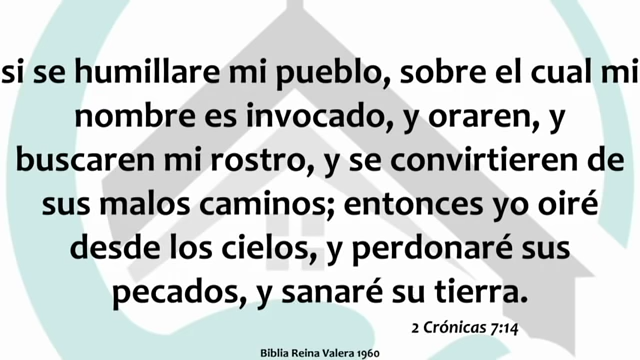 si se humillare mi pueblo, sobre el cual mi
nombre es invocado, y oraren, y
buscaren mi rostro, y se convirtieren de
sus malos caminos; entonces yo oiré
desde los cielos, y perdonaré sus
pecados, y sanaré su tierra.
2 Crónicas 7:14
Biblia Reina Valera 1960